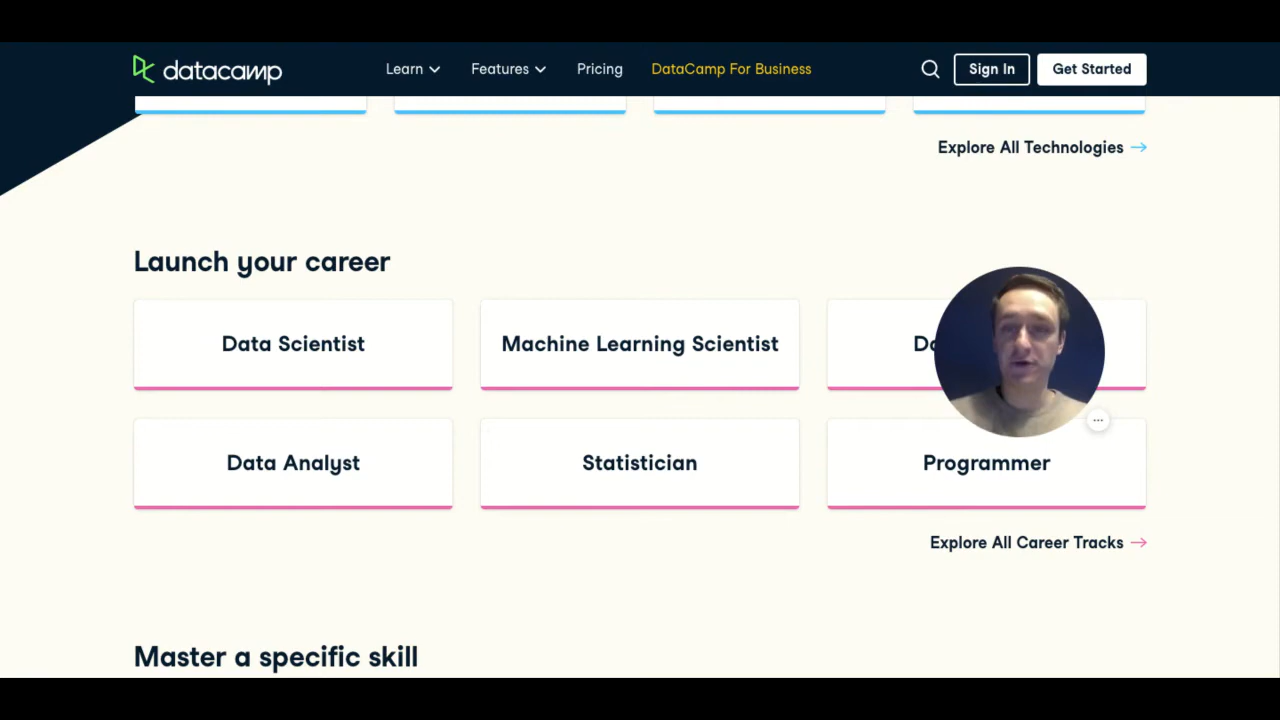 datacamp
Learn
Features
Pricing
DataCamp For Business
Sign In
Get Started
Explore All Technologies
Launch your career
Data Scientist
Machine Learning Scientist
Data Analyst
Statistician
Programmer
Explore All Career Tracks
Master a specific skill